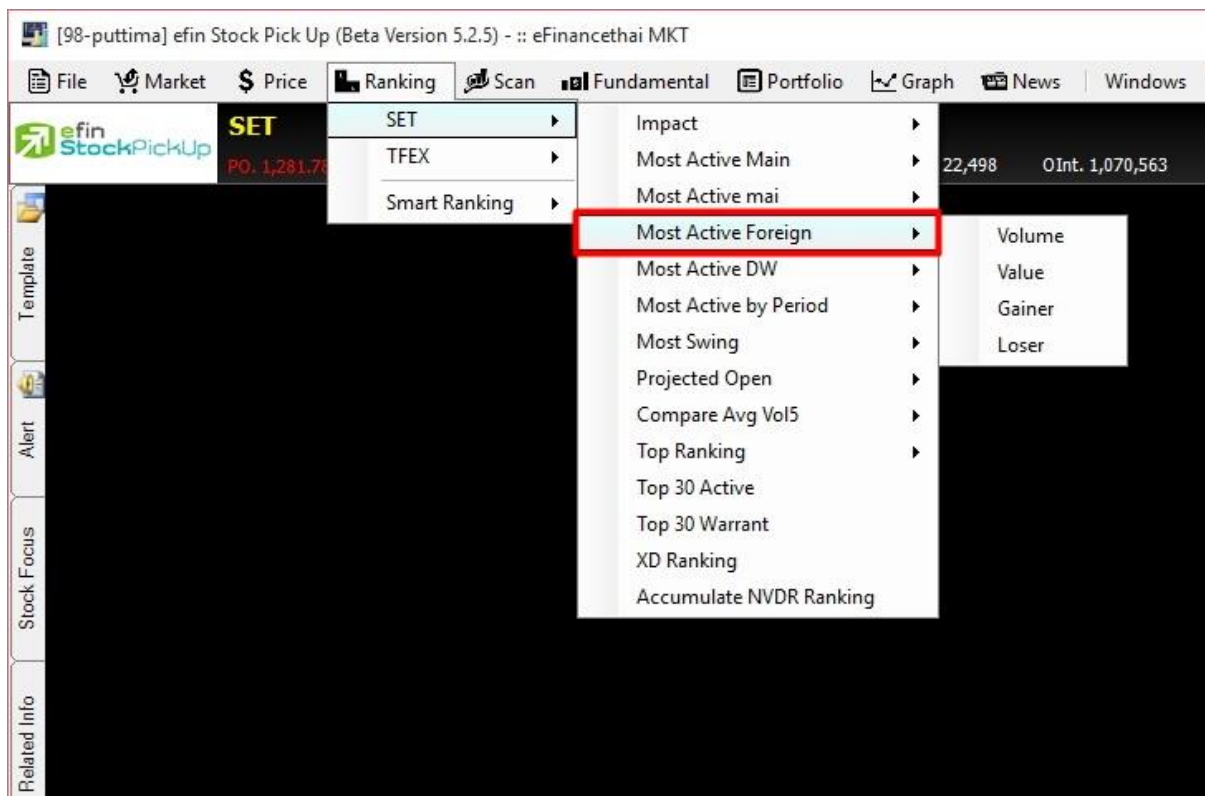 [98-puttima] efin Stock Pick Up (Beta Version 5.2.5) - :: eFinancethai MKT
File Market $ Price Ranking Scan Fundamental Portfolio Graph News Windows
efin
StockPickUp
SET
PO. 1,281.78
22,498 OInt. 1,070,563
SET
TFEX
Smart Ranking
Impact
Most Active Main
Most Active mai
Most Active Foreign
Most Active DW
Most Active by Period
Most Swing
Projected Open
Compare Avg Vol5
Top Ranking
Top 30 Active
Top 30 Warrant
XD Ranking
Accumulate NVDR Ranking
Volume
Value
Gainer
Loser
Template
Alert
Stock Focus
Related Info